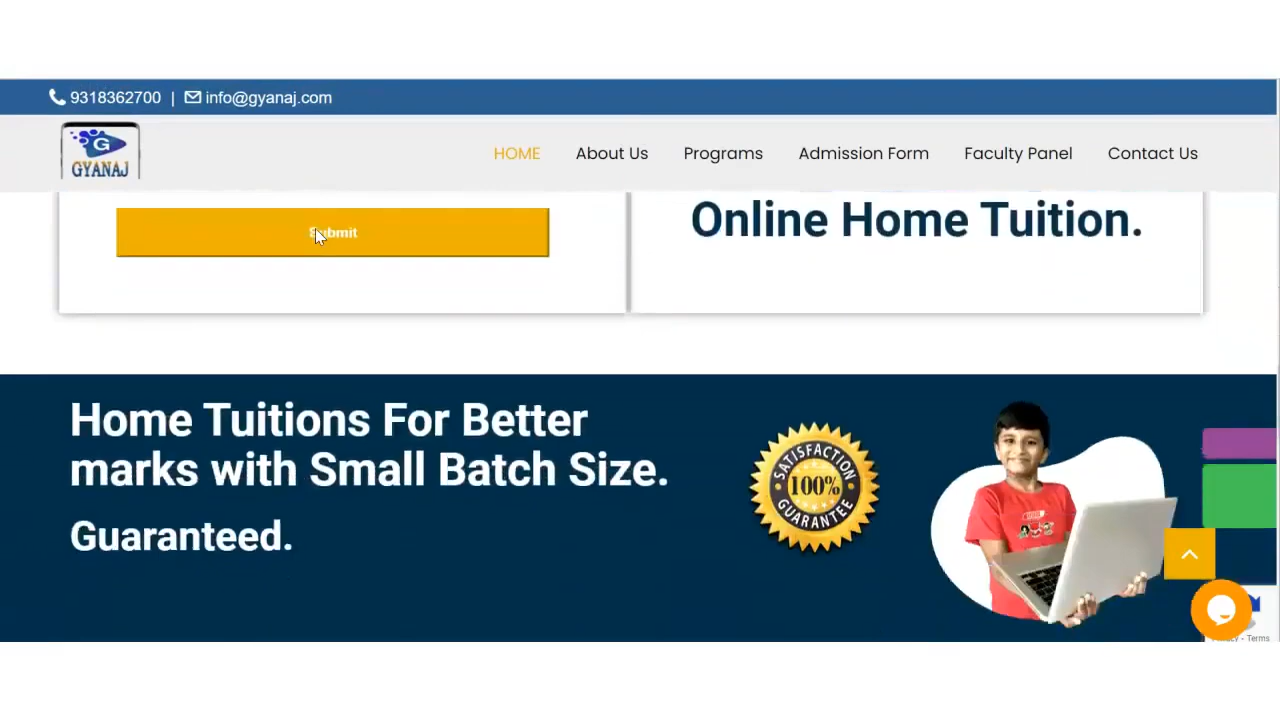 9318362700 | info@gyanaj.com
G
GYANAJ
HOME About Us Programs Admission Form Faculty Panel Contact Us
Submit
Online Home Tuition.
Home Tuitions For Better
marks with Small Batch Size.
Guaranteed.
SATISFACTION
100%
GUARANTEE
- Terms